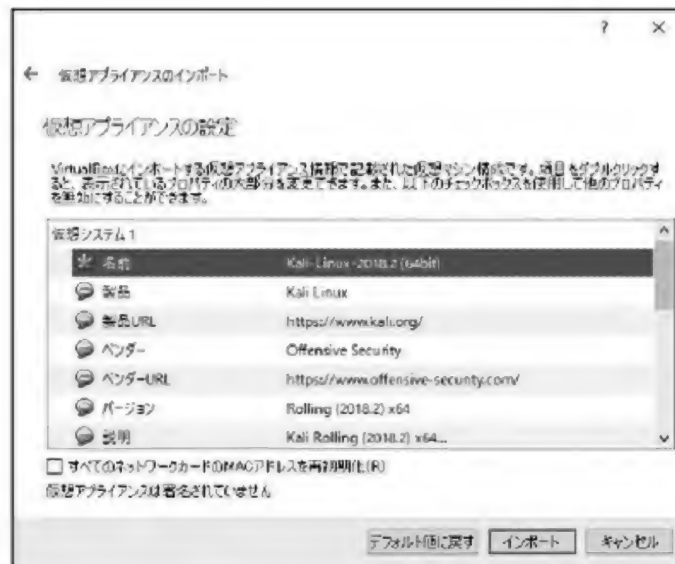 ? ×
← 仮想アプライアンスのインポート
仮想アプライアンスの設定
VirtualBoxにインポートする仮想アプライアンス情報で記載された仮想マシン構成です。項目をダブルクリックす
ると、表示されているプロパティの大部分を変更できます。また、以下のチェックボックスを使用して他のプロパティ
を無効にすることができます。
仮想システム 1
名前 Kali-Linux-2018.2 (64bit)
製品 Kali Linux
製品URL https://www.kali.org/
ベンダー Offensive Security
ベンダーURL https://www.offensive-security.com/
バージョン Rolling (2018.2) x64
説明 Kali Rolling (2018.2) x64...
すべてのネットワークカードのMACアドレスを再初期化(R)
仮想アプライアンスは署名されていません
デフォルト値に戻す インポート キャンセル